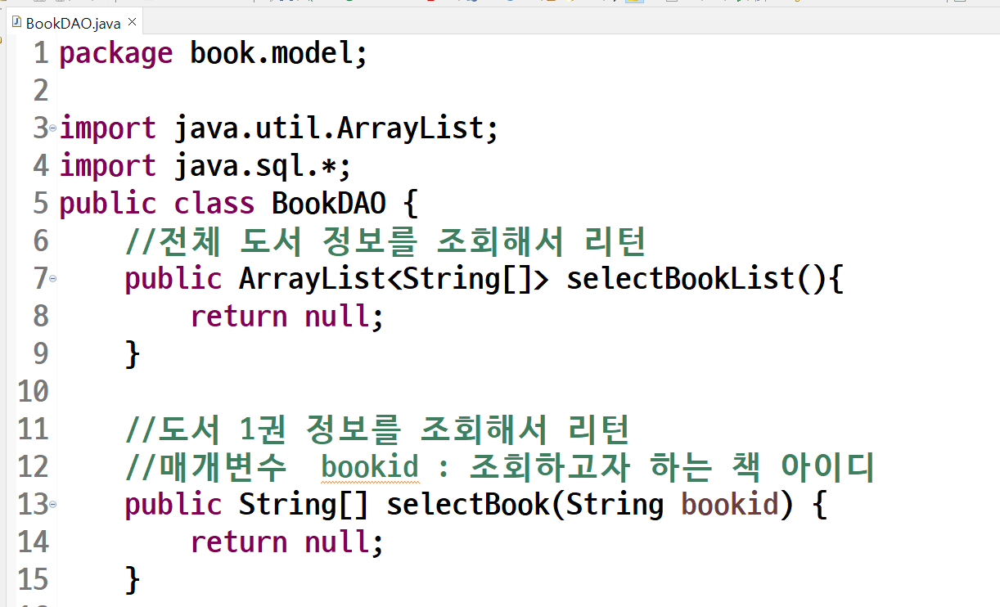 BookDAO.java
1 package book.model;
2
3 import java.util.ArrayList;
4 import java.sql.*;
5 public class BookDAO {
6 //전체 도서 정보를 조회해서 리턴
7 public ArrayList<String[]> selectBookList(){
8 return null;
9 }
10
11 //도서 1권 정보를 조회해서 리턴
12 //매개변수 bookid : 조회하고자 하는 책 아이디
13 public String[] selectBook(String bookid) {
14 return null;
15 }